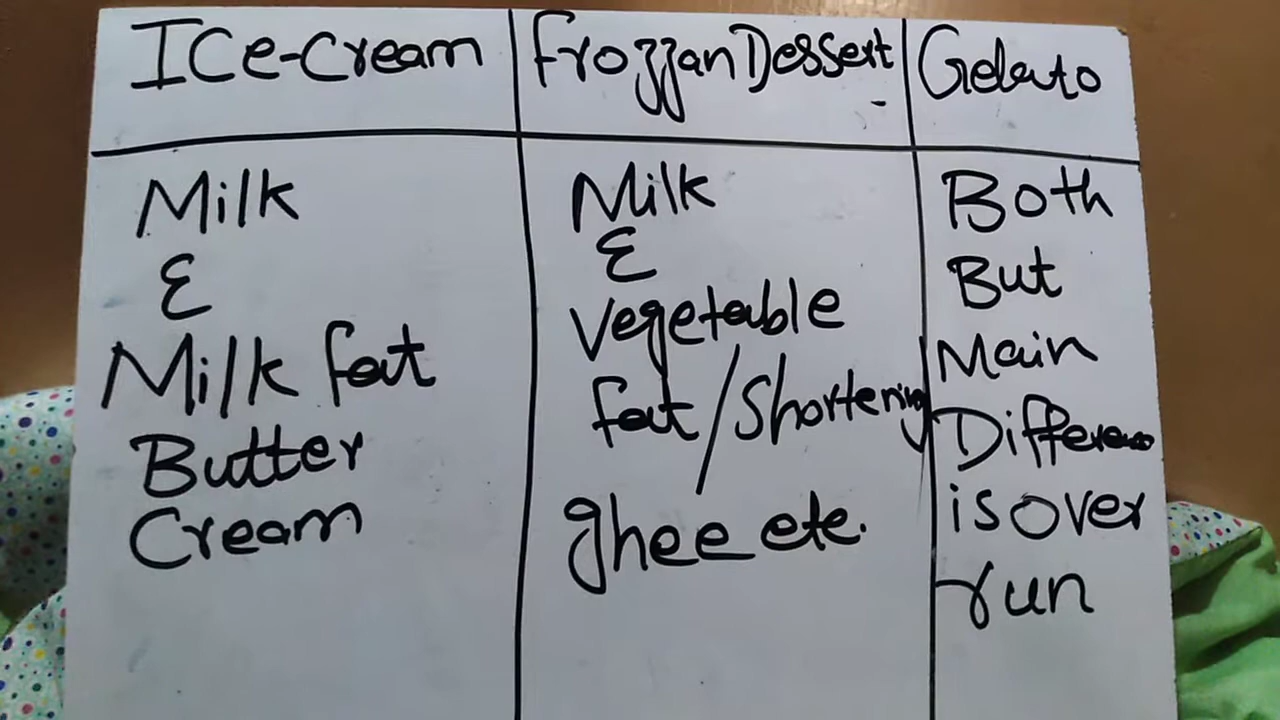 ICe-Cream
Milk
&
Milk fat
Butter
Cream
FrozzanDessert
Milk
&
Vegetable
fat/Shortening
ghee etc.
Gelato
Both
But
Main
Difference
is over
run